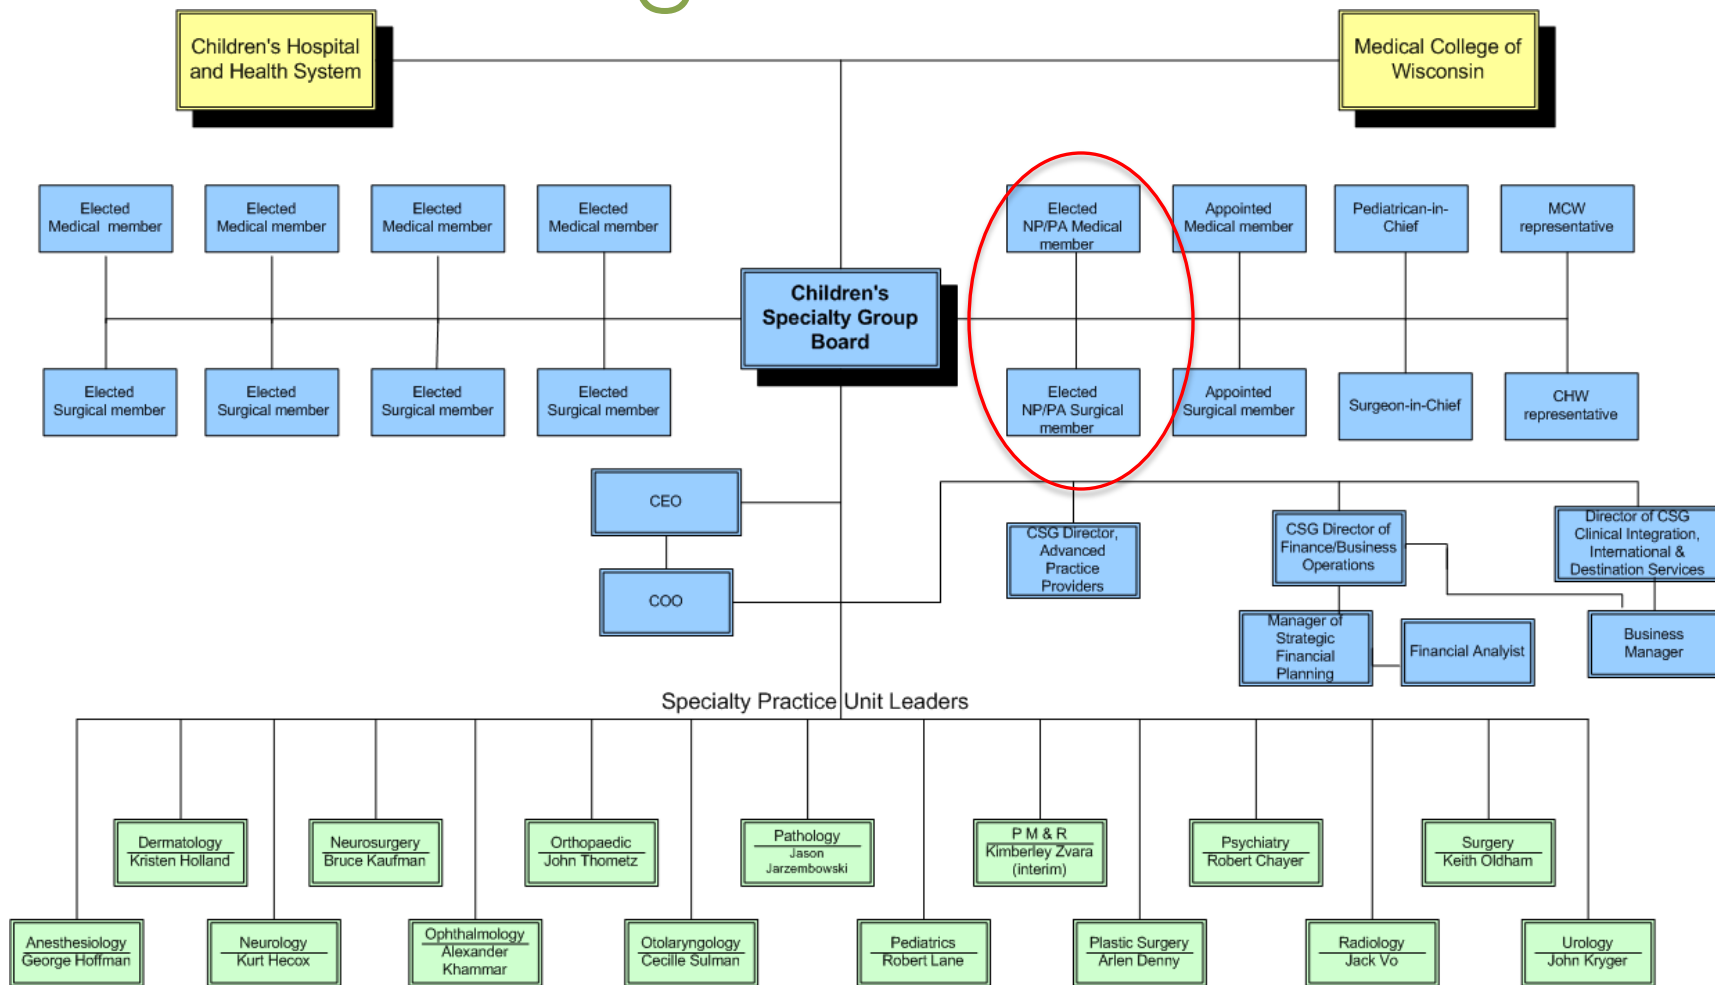 Children's Hospital
and Health System
Medical College of
Wisconsin
Elected
Medical member
Elected
Medical member
Elected
Medical member
Elected
Medical member
Elected
NP/PA Medical
member
Appointed
Medical member
Pediatrican-in-
Chief
MCW
representative
Children's
Specialty Group
Board
Elected
Surgical member
Elected
Surgical member
Elected
Surgical member
Elected
Surgical member
Elected
NP/PA Surgical
member
Appointed
Surgical member
Surgeon-in-Chief
CHW
representative
CEO
COO
CSG Director,
Advanced
Practice
Providers
CSG Director of
Finance/Business
Operations
Director of CSG
Clinical Integration,
International &
Destination Services
Manager of
Strategic
Financial
Planning
Financial Analyist
Business
Manager
Specialty Practice Unit Leaders
Dermatology
Kristen Holland
Neurosurgery
Bruce Kaufman
Orthopaedic
John Thometz
Pathology
Jason
Jarzembowski
P M & R
Kimberley Zvara
(interim)
Psychiatry
Robert Chayer
Surgery
Keith Oldham
Anesthesiology
George Hoffman
Neurology
Kurt Hecox
Ophthalmology
Alexander
Khammar
Otolaryngology
Cecille Sulman
Pediatrics
Robert Lane
Plastic Surgery
Arlen Denny
Radiology
Jack Vo
Urology
John Kryger